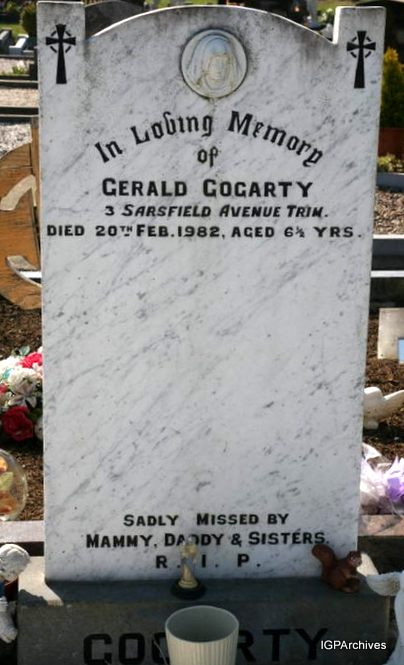 In Loving Memory
of
GERALD GOGARTY
3 SARSFIELD AVENUE TRIM.
DIED 20TH FEB. 1982, AGED 6½ YRS.
SADLY MISSED BY
MAMMY, DADDY & SISTERS.
R. I. P.
GOGARTY
IGPArchives